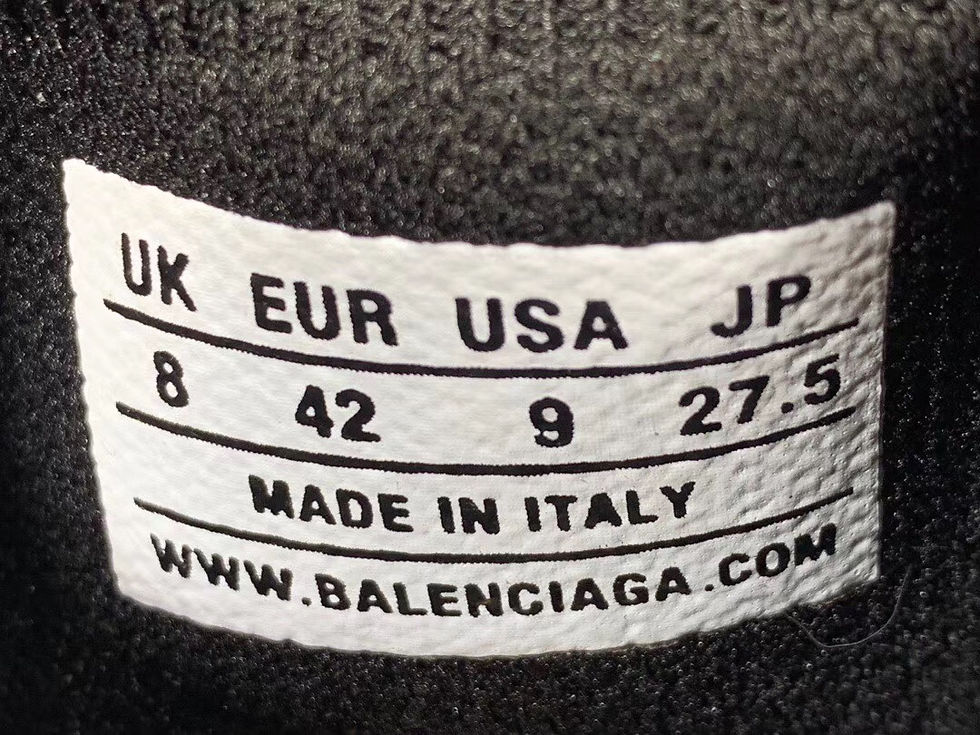 UK EUR USA JP
8 42 9 27.5
MADE IN ITALY
WWW.BALENCIAGA.COM